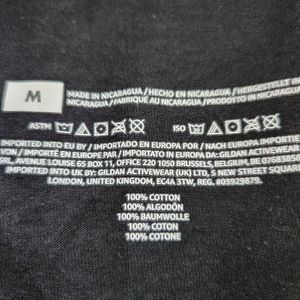 M
MADE IN NICARAGUA / HECHO EN NICARAGUA / HERGESTELLT
NICARAGUA / FABRIQUÉ AU NICARAGUA / PRODOTTO IN NICARAGUA
ASTM ISO
IMPORTED INTO EU BY / IMPORTADO EN EUROPA POR / NACH EUROPA IMPORTIERT
VON / IMPORTÉ EN EUROPE PAR / IMPORTATO IN EUROPA DA: GILDAN ACTIVEWEAR
SRL, AVENUE LOUISE 65 BOX 11, OFFICE 220 1050 BRUSSELS, BELGIUM, BE
IMPORTED INTO UK BY: GILDAN ACTIVEWEAR (UK) LTD, 5 NEW STREET SQUARE
LONDON, UNITED KINGDOM, EC4A 3TW, REG. #03929879.
100% COTTON
100% ALGODÓN
100% BAUMWOLLE
100% COTON
100% COTONE